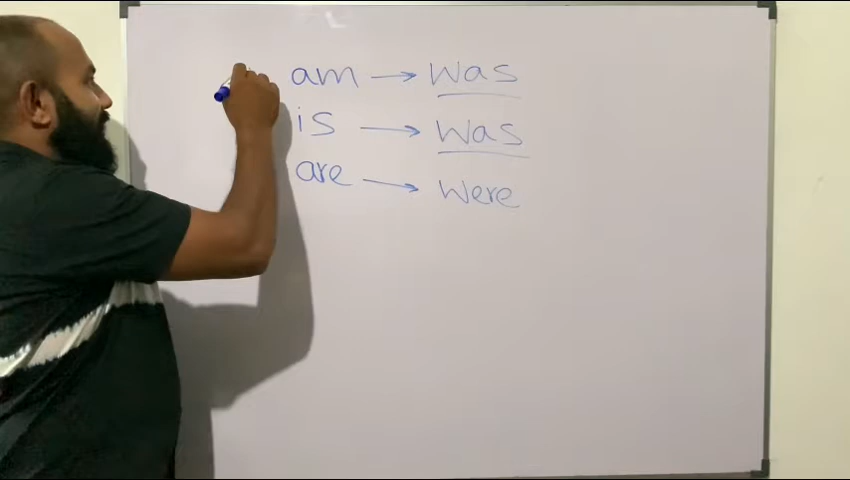 am → was
is → was
are → were